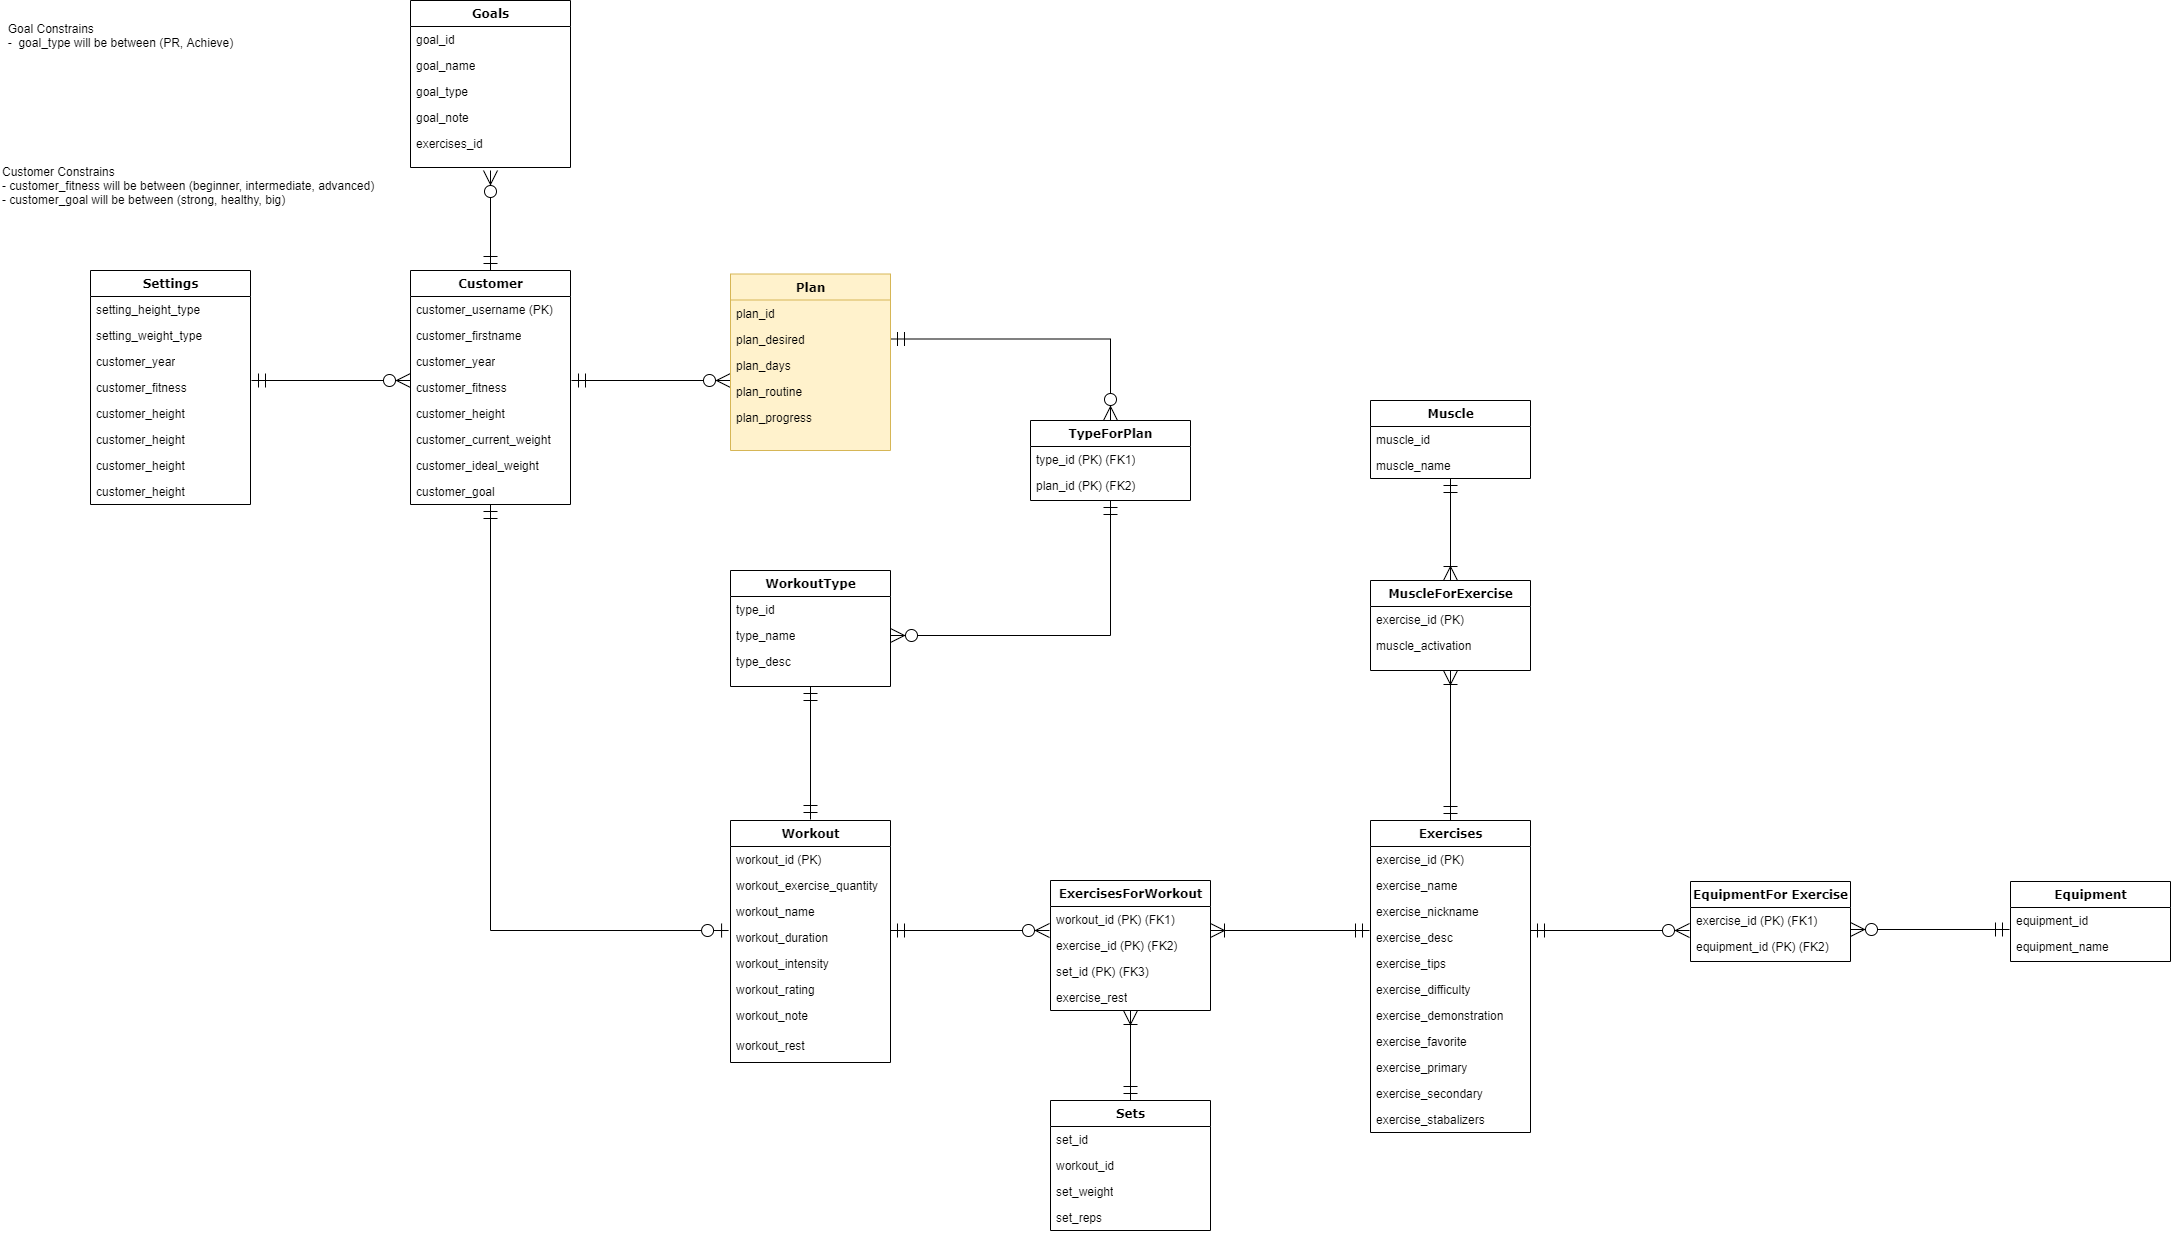 Goal Constrains
- goal_type will be between (PR, Achieve)
Goals
goal_id
goal_name
goal_type
goal_note
exercises_id
Customer Constrains
- customer_fitness will be between (beginner, intermediate, advanced)
- customer_goal will be between (strong, healthy, big)
Settings
setting_height_type
setting_weight_type
customer_year
customer_fitness
customer_height
customer_height
customer_height
customer_height
Customer
customer_username (PK)
customer_firstname
customer_year
customer_fitness
customer_height
customer_current_weight
customer_ideal_weight
customer_goal
Plan
plan_id
plan_desired
plan_days
plan_routine
plan_progress
TypeForPlan
type_id (PK) (FK1)
plan_id (PK) (FK2)
Muscle
muscle_id
muscle_name
WorkoutType
type_id
type_name
type_desc
MuscleForExercise
exercise_id (PK)
muscle_activation
Workout
workout_id (PK)
workout_exercise_quantity
workout_name
workout_duration
workout_intensity
workout_rating
workout_note
workout_rest
ExercisesForWorkout
workout_id (PK) (FK1)
exercise_id (PK) (FK2)
set_id (PK) (FK3)
exercise_rest
Exercises
exercise_id (PK)
exercise_name
exercise_nickname
exercise_desc
exercise_tips
exercise_difficulty
exercise_demonstration
exercise_favorite
exercise_primary
exercise_secondary
exercise_stabalizers
EquipmentFor Exercise
exercise_id (PK) (FK1)
equipment_id (PK) (FK2)
Equipment
equipment_id
equipment_name
Sets
set_id
workout_id
set_weight
set_reps